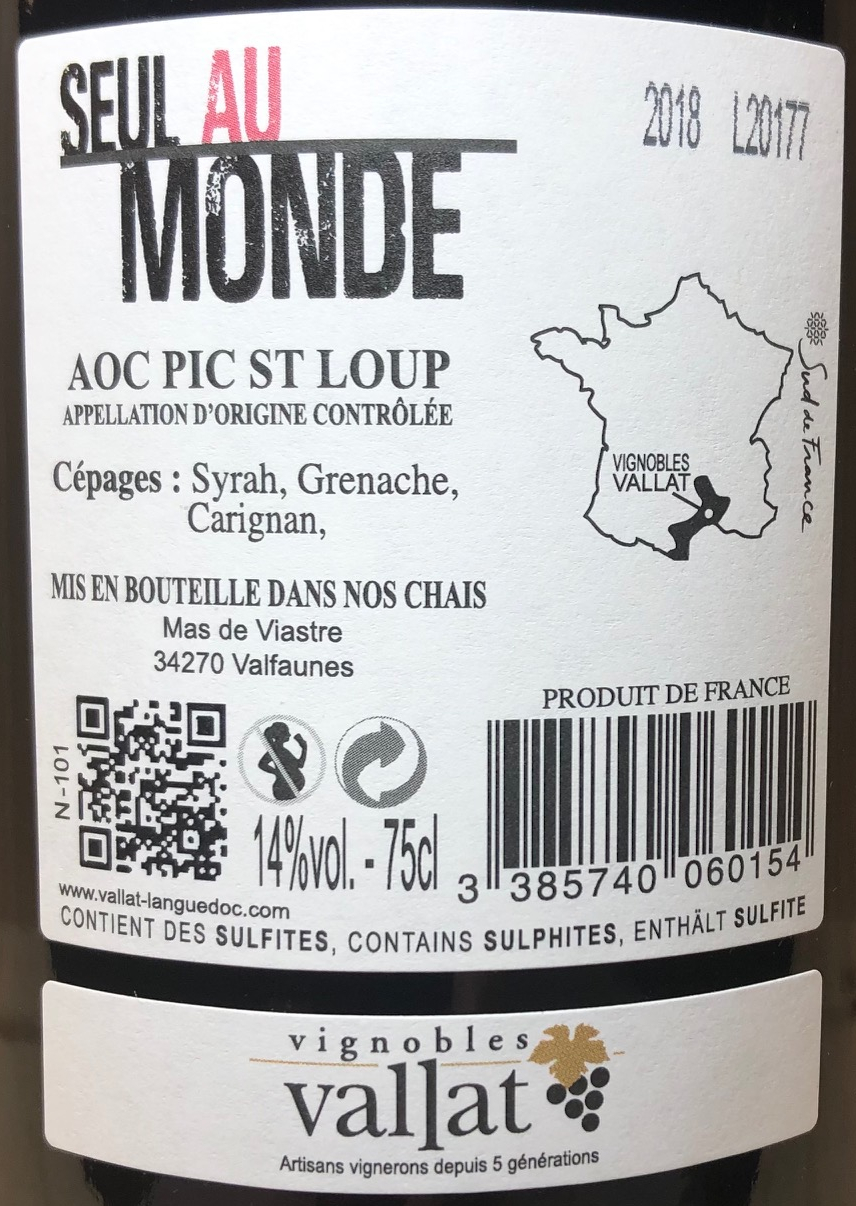 SEUL AU
MONDE
2018 L20177
AOC PIC ST LOUP
APPELLATION D'ORIGINE CONTRÔLÉE
Cépages : Syrah, Grenache,
Carignan,
MIS EN BOUTEILLE DANS NOS CHAIS
Mas de Viastre
34270 Valfaunes
VIGNOBLES
VALLAT
Sud de France
PRODUIT DE FRANCE
N-101
14%vol. - 75cl
3 385740 060154
www.vallat-languedoc.com
CONTIENT DES SULFITES, CONTAINS SULPHITES, ENTHÄLT SULFITE
vignobles
vallat
Artisans vignerons depuis 5 générations